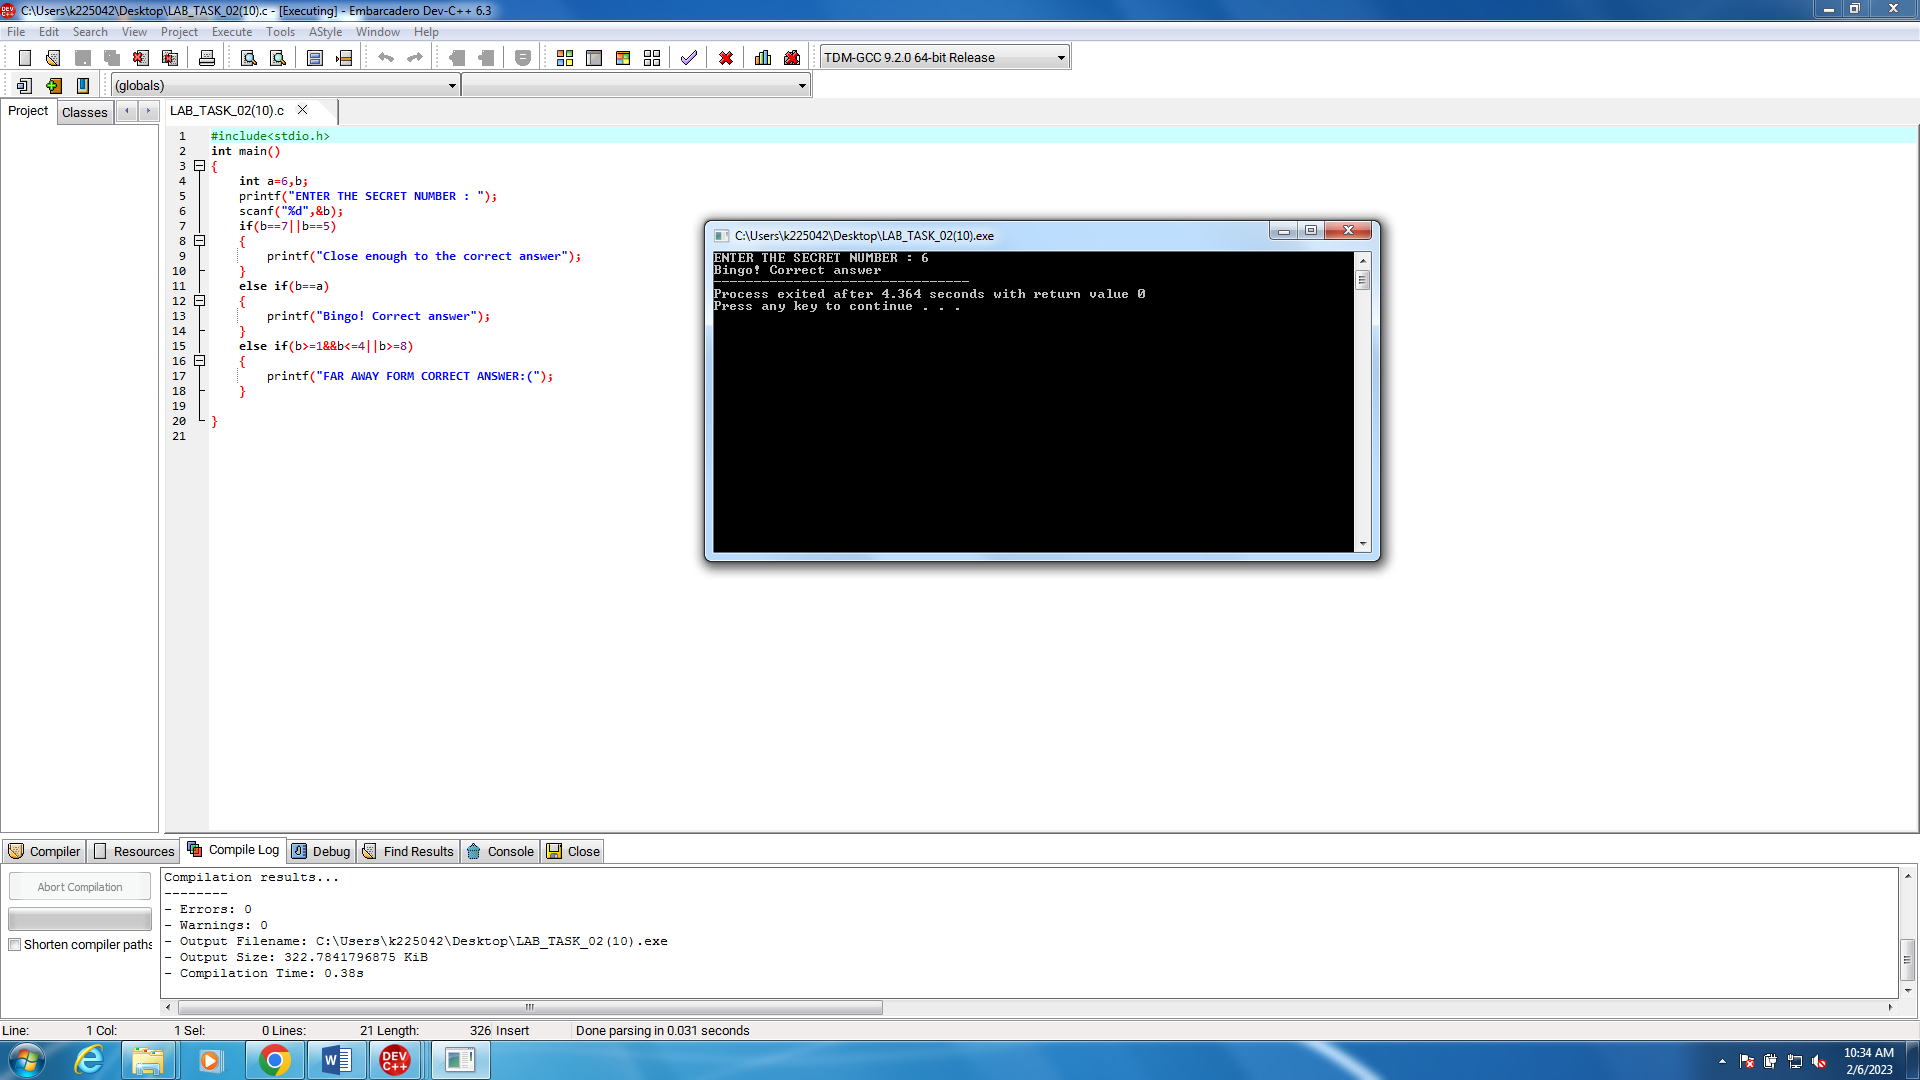 C:\Users\k225042\Desktop\LAB_TASK_02(10).c - [Executing] - Embarcadero Dev-C++ 6.3
File Edit Search View Project Execute Tools AStyle Window Help
TDM-GCC 9.2.0 64-bit Release
(globals)
Project Classes
LAB_TASK_02(10).c
1 #include<stdio.h>
2 int main()
3 {
4 int a=6,b;
5 printf("ENTER THE SECRET NUMBER : ");
6 scanf("%d",&b);
7 if(b==7||b==5)
8 {
9 printf("Close enough to the correct answer");
10 }
11 else if(b==a)
12 {
13 printf("Bingo! Correct answer");
14 }
15 else if(b>=1&&b<=4||b>=8)
16 {
17 printf("FAR AWAY FORM CORRECT ANSWER:(");
18 }
19
20 }
21
C:\Users\k225042\Desktop\LAB_TASK_02(10).exe
ENTER THE SECRET NUMBER : 6
Bingo! Correct answer
--------------------------------
Process exited after 4.364 seconds with return value 0
Press any key to continue . . .
Compiler Resources Compile Log Debug Find Results Console Close
Abort Compilation
Shorten compiler paths
Compilation results...
--------
- Errors: 0
- Warnings: 0
- Output Filename: C:\Users\k225042\Desktop\LAB_TASK_02(10).exe
- Output Size: 322.7841796875 KiB
- Compilation Time: 0.38s
Line: 1 Col: 1 Sel: 0 Lines: 21 Length: 326 Insert Done parsing in 0.031 seconds
DEV C++
10:34 AM
2/6/2023